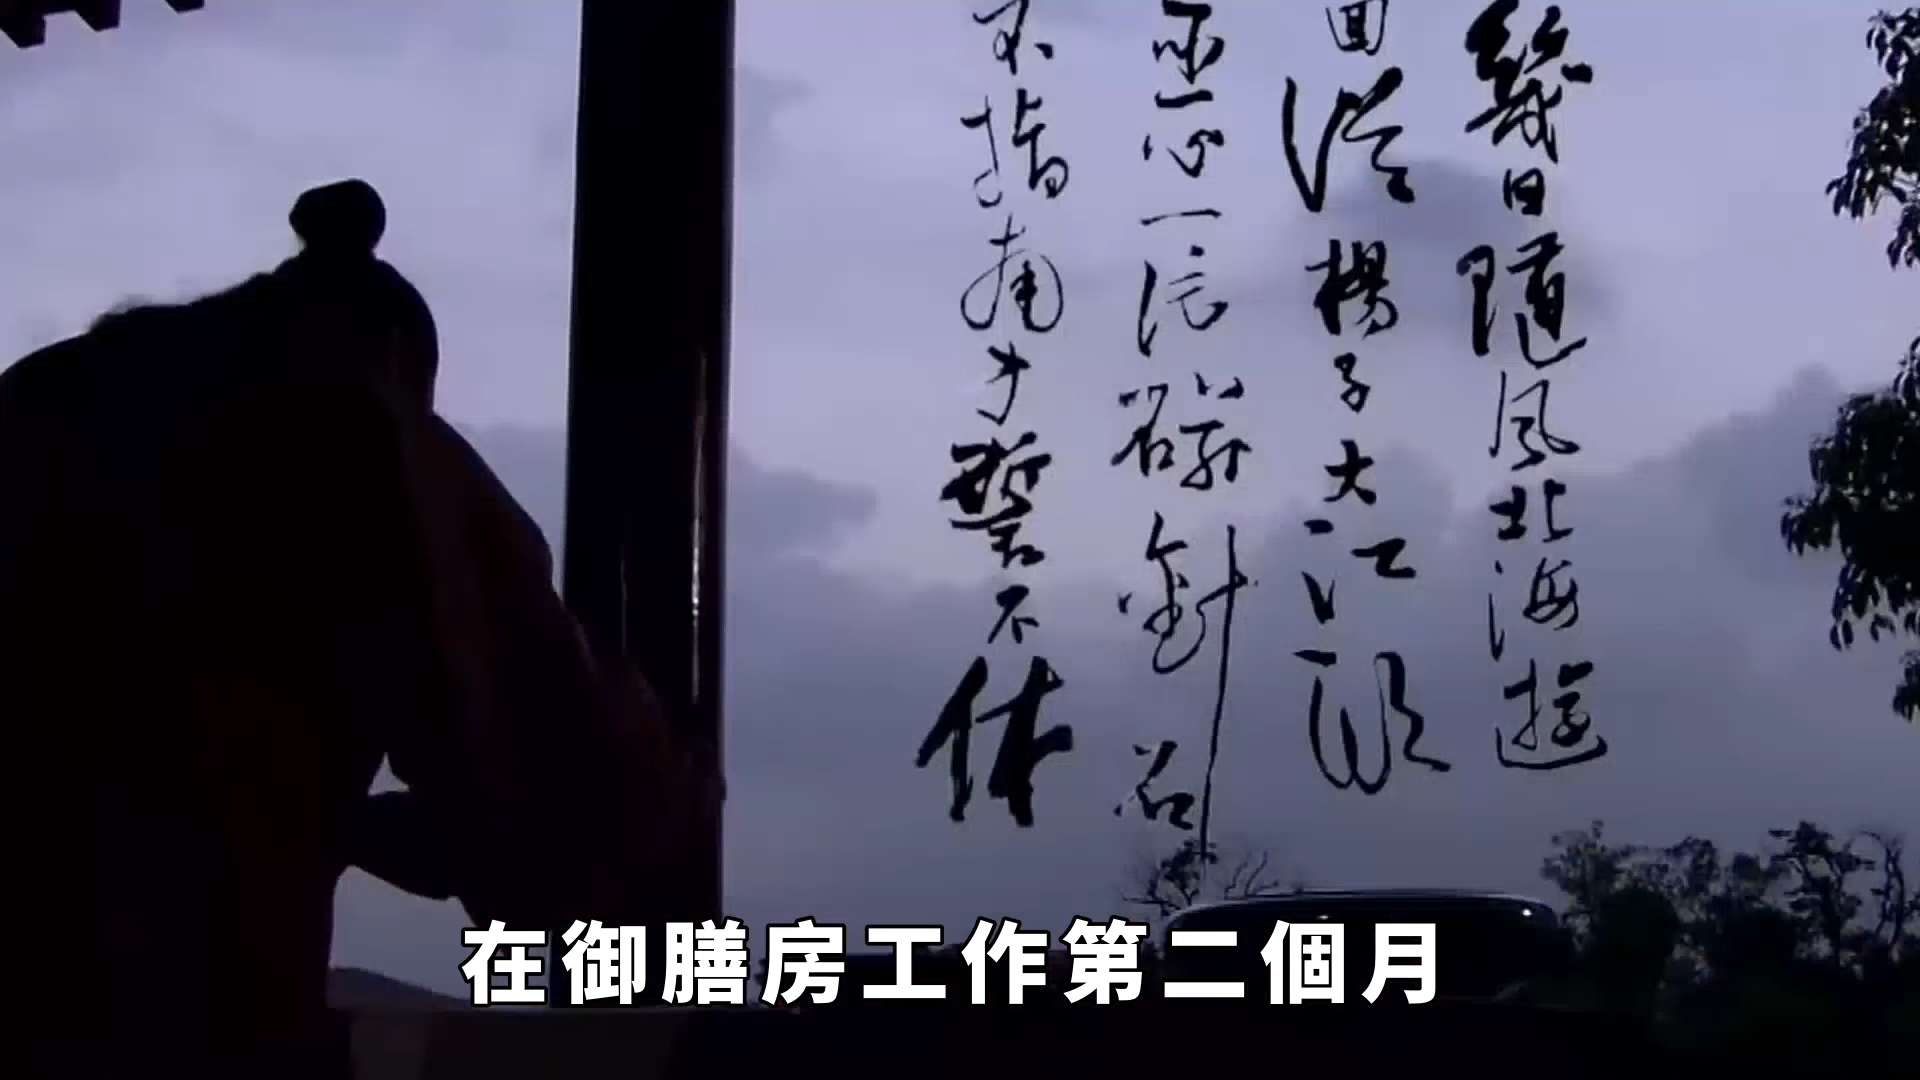 幾日隨風北海遊
回從楊子大江頭
臣心一片磁針石
不指南方誓不休
在御膳房工作第二個月